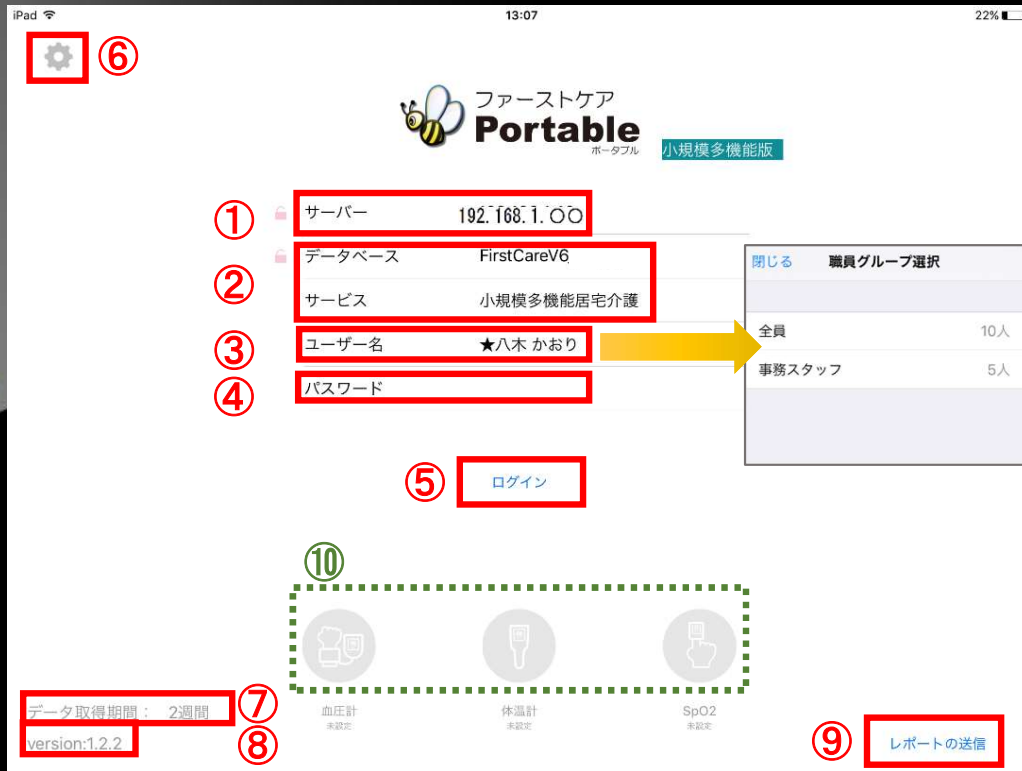 iPad 13:07 22%
⑥
ファーストケア
Portable
ポータブル
小規模多機能版
① サーバー 192.168.1.〇〇
② データベース FirstCareV6
サービス 小規模多機能居宅介護
③ ユーザー名 ★八木 かおり
④ パスワード
閉じる 職員グループ選択
全員 10人
事務スタッフ 5人
⑤ ログイン
⑩
血圧計 体温計 SpO2
未設定 未設定 未設定
データ取得期間： 2週間 ⑦
version:1.2.2 ⑧
⑨ レポートの送信